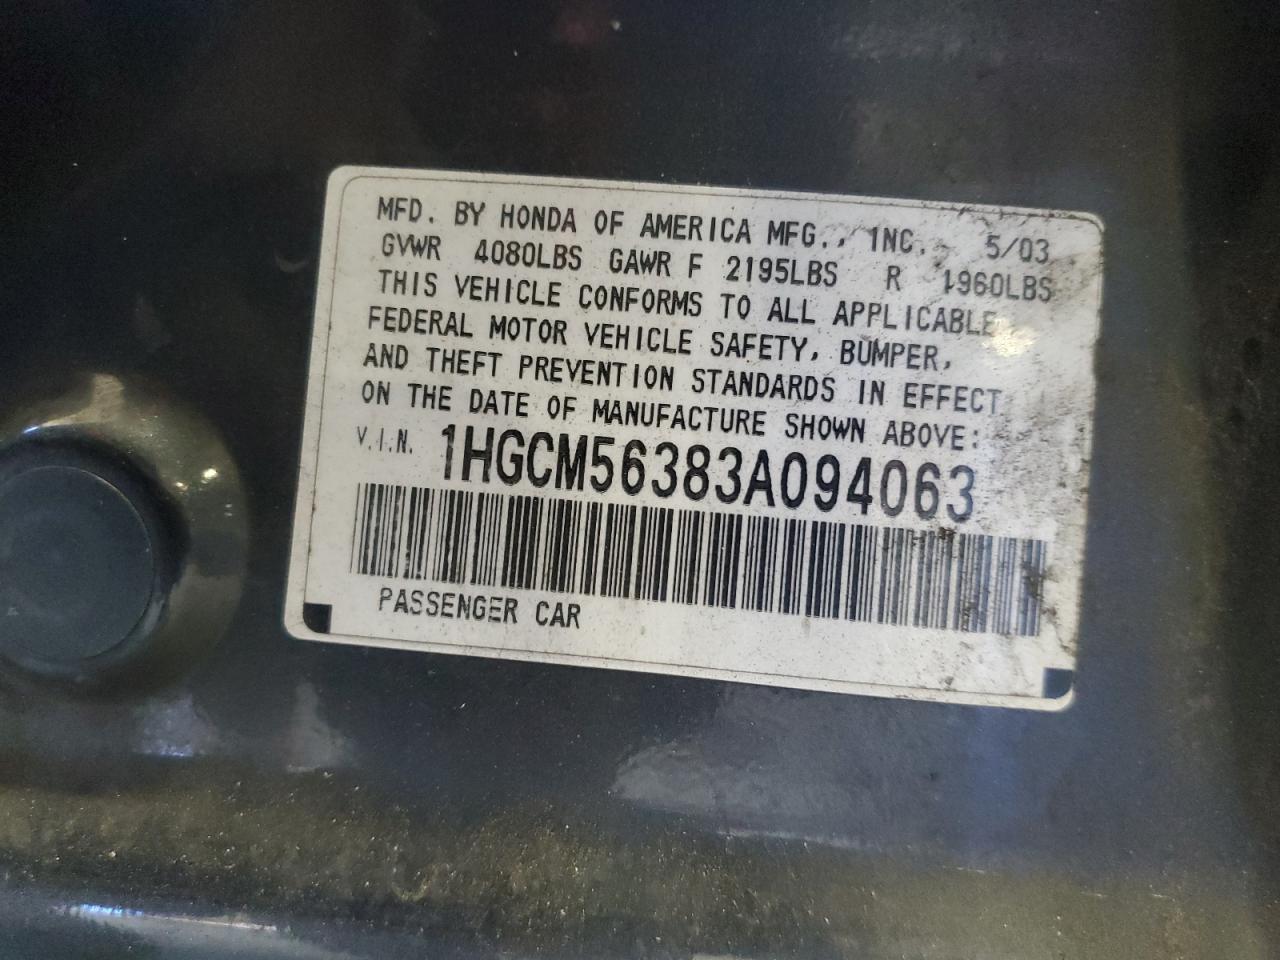 MFD. BY HONDA OF AMERICA MFG., INC. 5/03
GVWR 4080LBS GAWR F 2195LBS R 1960LBS
THIS VEHICLE CONFORMS TO ALL APPLICABLE
FEDERAL MOTOR VEHICLE SAFETY, BUMPER,
AND THEFT PREVENTION STANDARDS IN EFFECT
ON THE DATE OF MANUFACTURE SHOWN ABOVE:
V.I.N. 1HGCM56383A094063
PASSENGER CAR